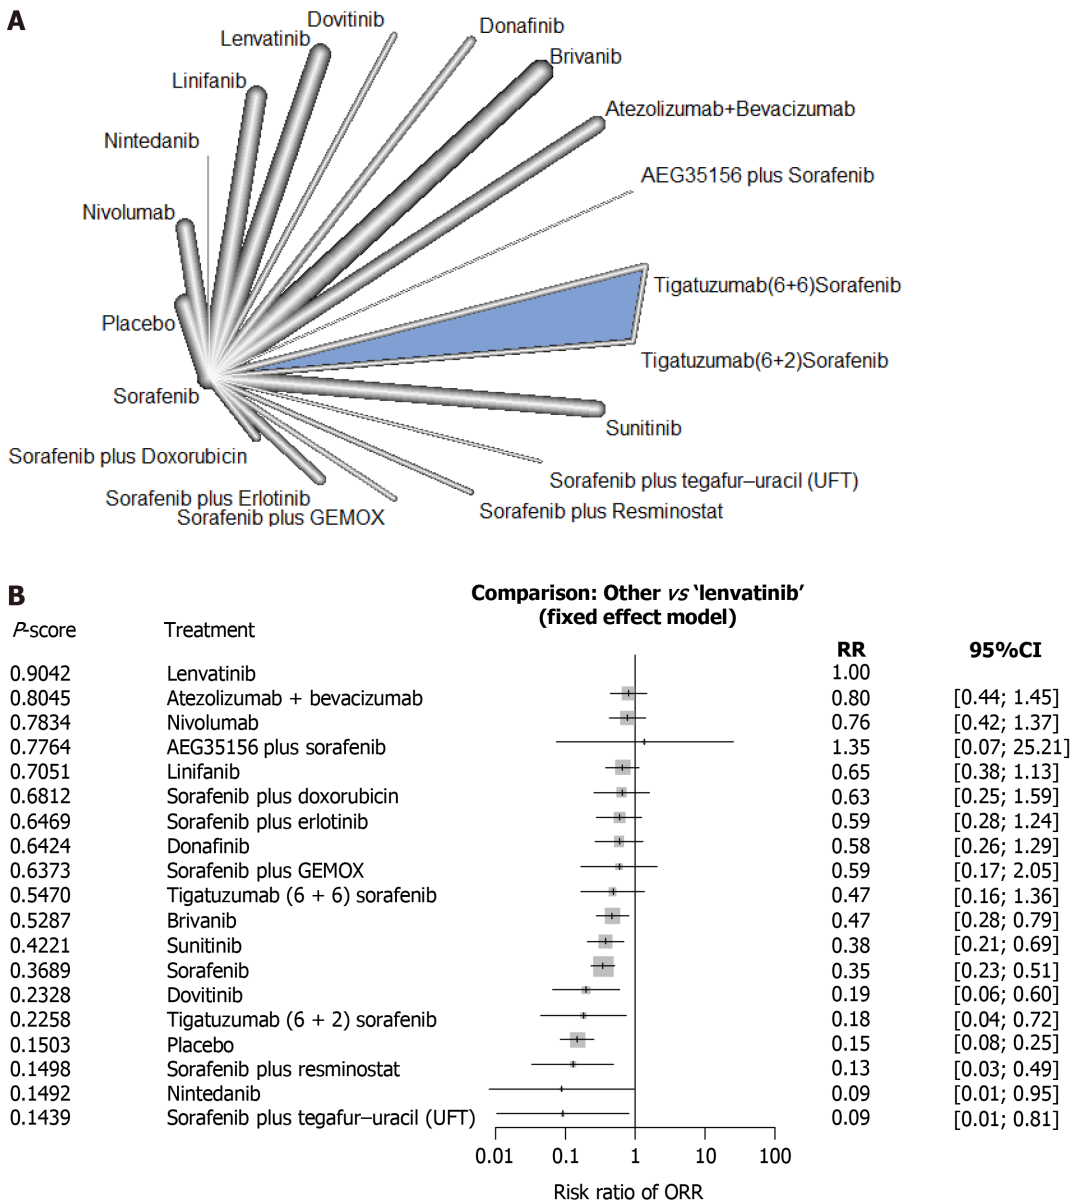 A
Dovitinib
Donafinib
Lenvatinib
Brivanib
Linifanib
Atezolizumab+Bevacizumab
Nintedanib
AEG35156 plus Sorafenib
Nivolumab
Tigatuzumab(6+6)Sorafenib
Placebo
Tigatuzumab(6+2)Sorafenib
Sorafenib
Sunitinib
Sorafenib plus Doxorubicin
Sorafenib plus tegafur–uracil (UFT)
Sorafenib plus Erlotinib
Sorafenib plus Resminostat
Sorafenib plus GEMOX
B
Comparison: Other vs ‘lenvatinib’
(fixed effect model)
P-score Treatment RR 95%CI
0.9042 Lenvatinib 1.00
0.8045 Atezolizumab + bevacizumab 0.80 [0.44; 1.45]
0.7834 Nivolumab 0.76 [0.42; 1.37]
0.7764 AEG35156 plus sorafenib 1.35 [0.07; 25.21]
0.7051 Linifanib 0.65 [0.38; 1.13]
0.6812 Sorafenib plus doxorubicin 0.63 [0.25; 1.59]
0.6469 Sorafenib plus erlotinib 0.59 [0.28; 1.24]
0.6424 Donafinib 0.58 [0.26; 1.29]
0.6373 Sorafenib plus GEMOX 0.59 [0.17; 2.05]
0.5470 Tigatuzumab (6 + 6) sorafenib 0.47 [0.16; 1.36]
0.5287 Brivanib 0.47 [0.28; 0.79]
0.4221 Sunitinib 0.38 [0.21; 0.69]
0.3689 Sorafenib 0.35 [0.23; 0.51]
0.2328 Dovitinib 0.19 [0.06; 0.60]
0.2258 Tigatuzumab (6 + 2) sorafenib 0.18 [0.04; 0.72]
0.1503 Placebo 0.15 [0.08; 0.25]
0.1498 Sorafenib plus resminostat 0.13 [0.03; 0.49]
0.1492 Nintedanib 0.09 [0.01; 0.95]
0.1439 Sorafenib plus tegafur–uracil (UFT) 0.09 [0.01; 0.81]
0.01 0.1 1 10 100
Risk ratio of ORR